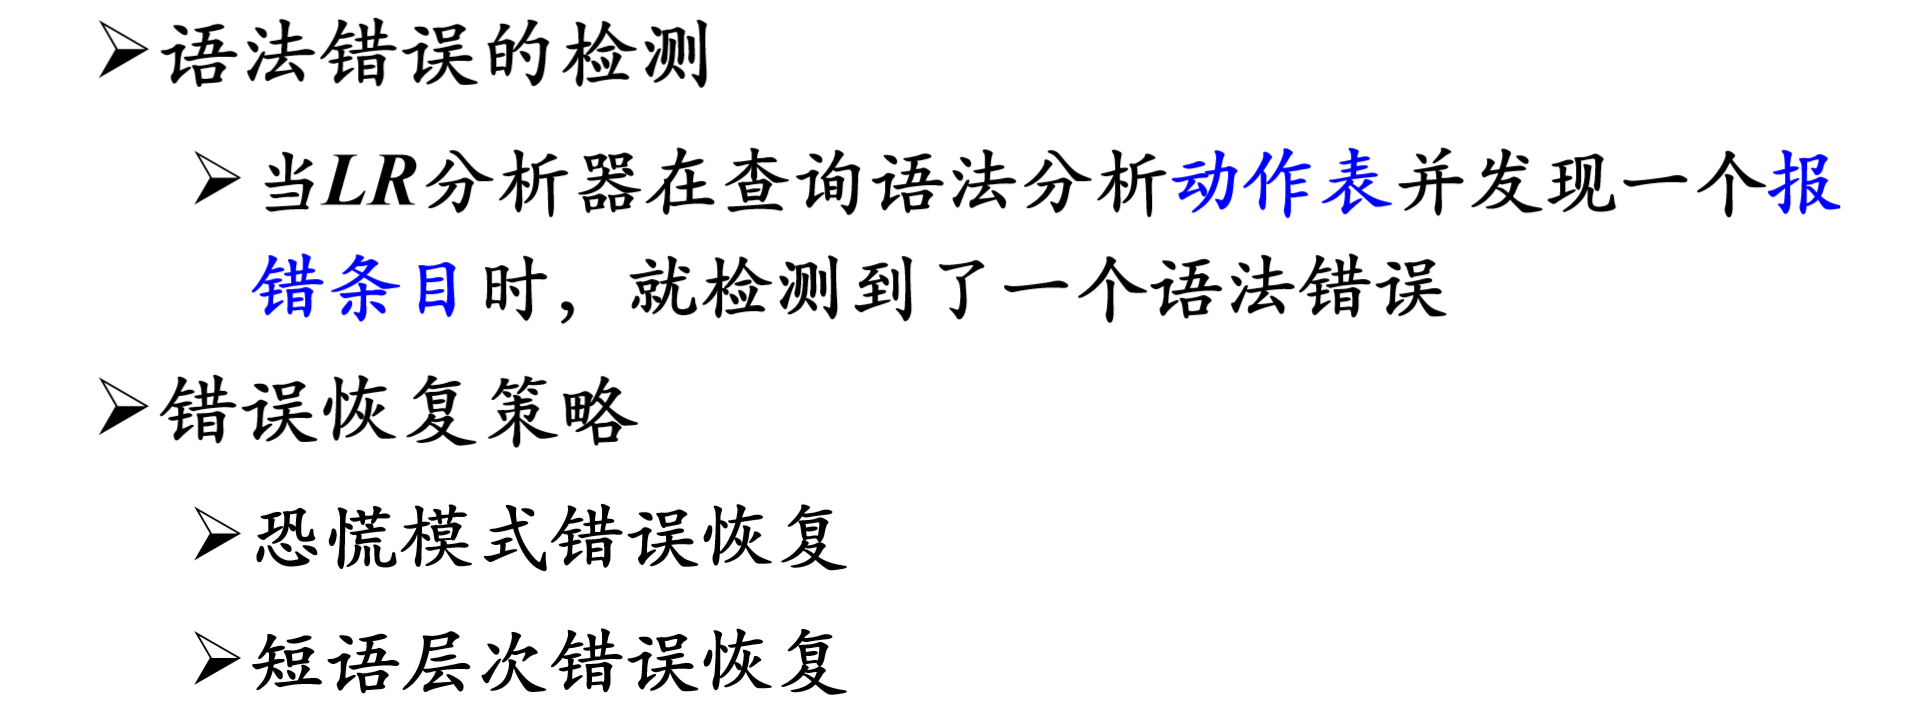 ➢语法错误的检测
➢当LR分析器在查询语法分析动作表并发现一个报
错条目时，就检测到了一个语法错误
➢错误恢复策略
➢恐慌模式错误恢复
➢短语层次错误恢复